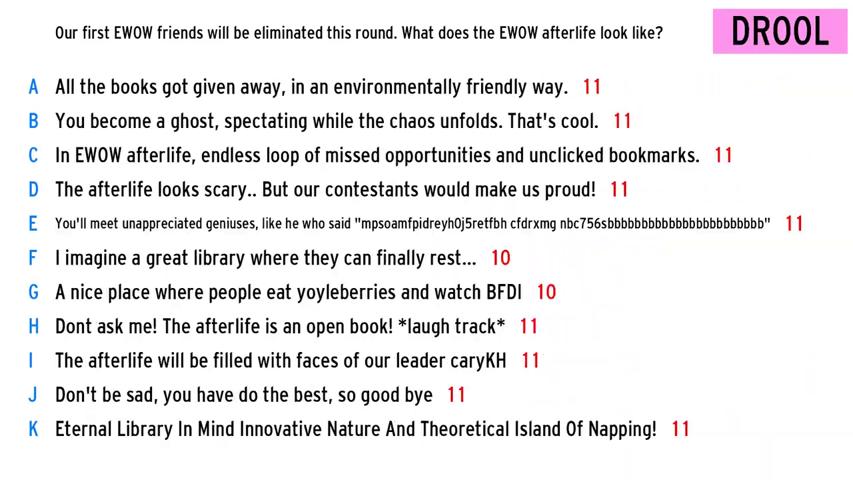 Our first EWOW friends will be eliminated this round. What does the EWOW afterlife look like?
DROOL
A All the books got given away, in an environmentally friendly way. 11
B You become a ghost, spectating while the chaos unfolds. That's cool. 11
C In EWOW afterlife, endless loop of missed opportunities and unclicked bookmarks. 11
D The afterlife looks scary.. But our contestants would make us proud! 11
E You'll meet unappreciated geniuses, like he who said "mpsoamfpidreyh0j5retfbh cfdrxmg nbc756sbbbbbbbbbbbbbbbbbbbbbbb" 11
F I imagine a great library where they can finally rest... 10
G A nice place where people eat yoyleberries and watch BFDI 10
H Dont ask me! The afterlife is an open book! *laugh track* 11
I The afterlife will be filled with faces of our leader caryKH 11
J Don't be sad, you have do the best, so good bye 11
K Eternal Library In Mind Innovative Nature And Theoretical Island Of Napping! 11